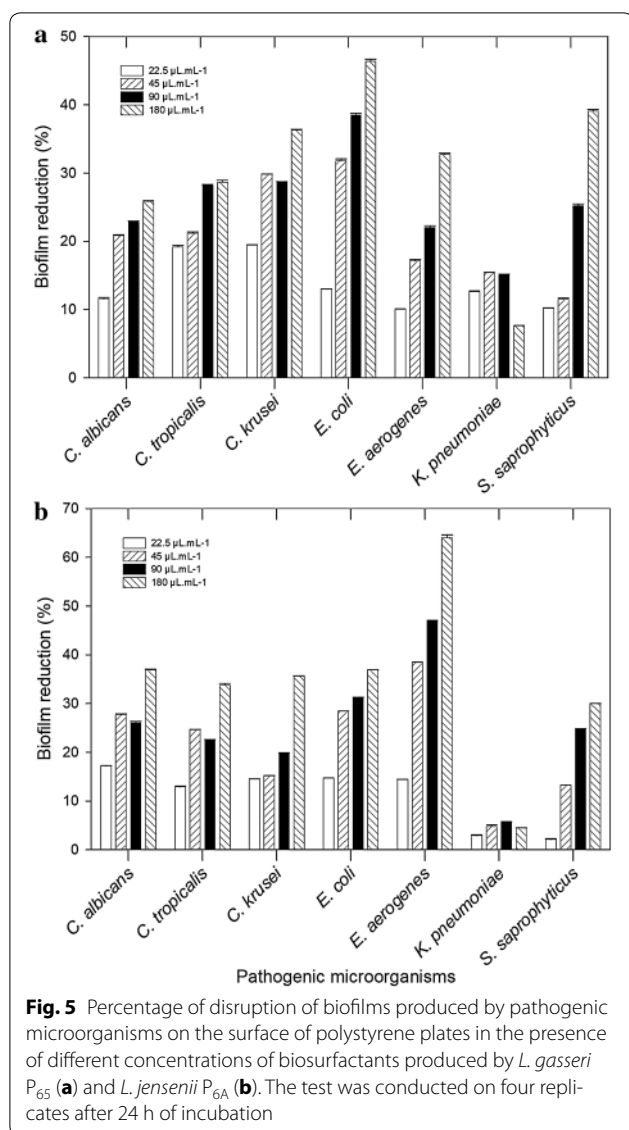 a
50
40
30
20
10
0
Biofilm reduction (%)
22.5 µL.mL-1
45 µL.mL-1
90 µL.mL-1
180 µL.mL-1
C. albicans
C. tropicalis
C. krusei
E. coli
E. aerogenes
K. pneumoniae
S. saprophyticus
b
70
60
50
40
30
20
10
0
Biofilm reduction (%)
22.5 µL.mL-1
45 µL.mL-1
90 µL.mL-1
180 µL.mL-1
C. albicans
C. tropicalis
C. krusei
E. coli
E. aerogenes
K. pneumoniae
S. saprophyticus
Pathogenic microorganisms
Fig. 5 Percentage of disruption of biofilms produced by pathogenic
microorganisms on the surface of polystyrene plates in the presence
of different concentrations of biosurfactants produced by L. gasseri
P65 (a) and L. jensenii P6A (b). The test was conducted on four repli-
cates after 24 h of incubation